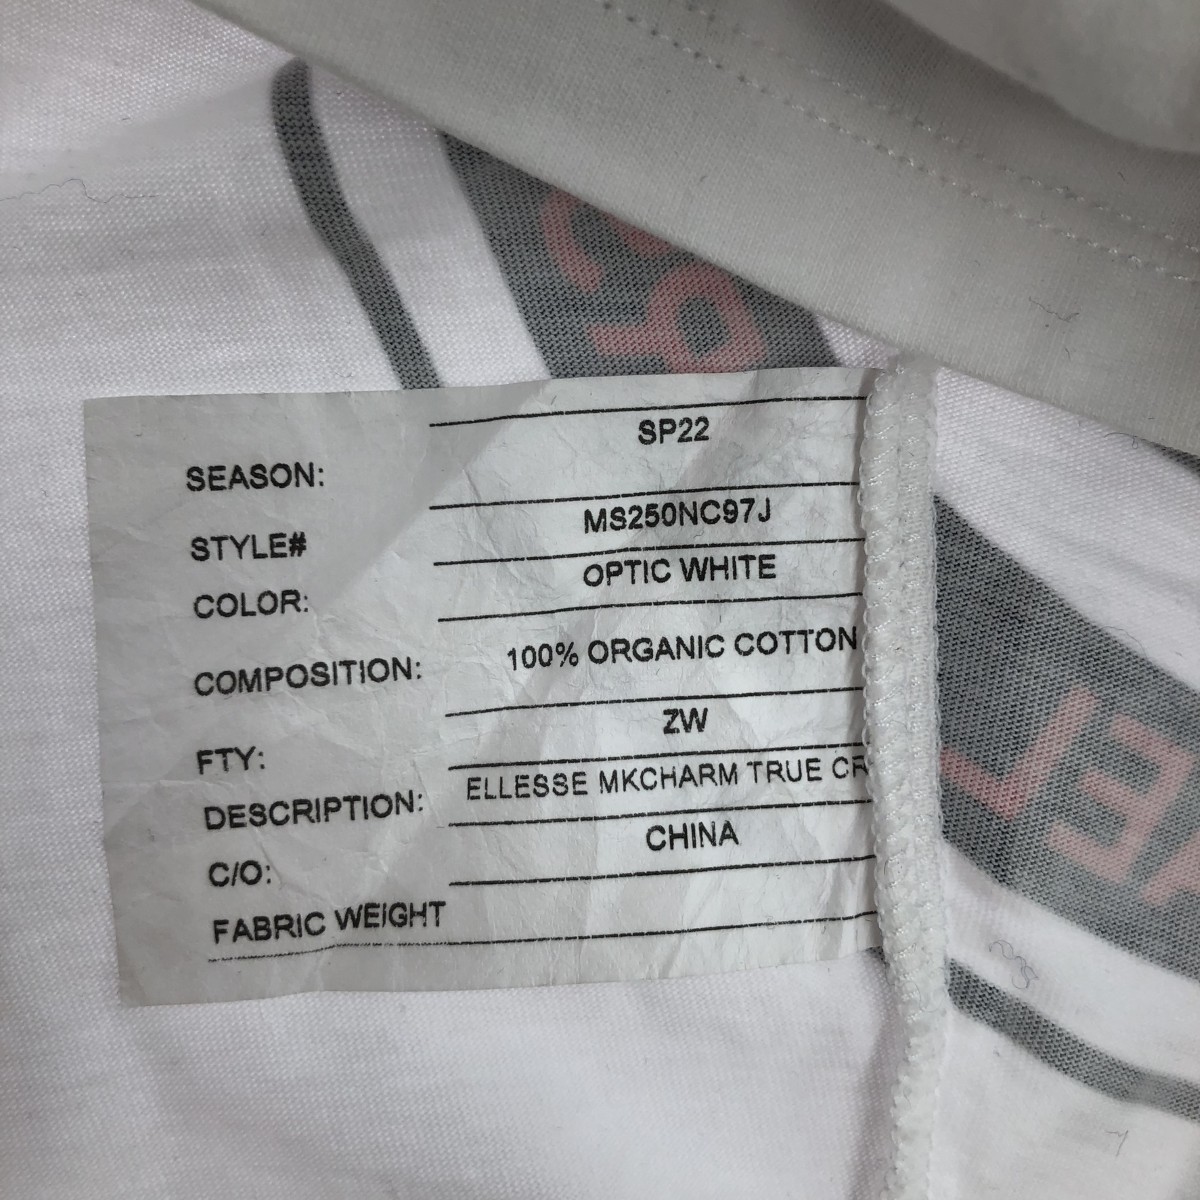 SEASON: SP22
STYLE# MS250NC97J
COLOR: OPTIC WHITE
COMPOSITION: 100% ORGANIC COTTON
FTY: ZW
DESCRIPTION: ELLESSE MKCHARM TRUE CR
C/O: CHINA
FABRIC WEIGHT